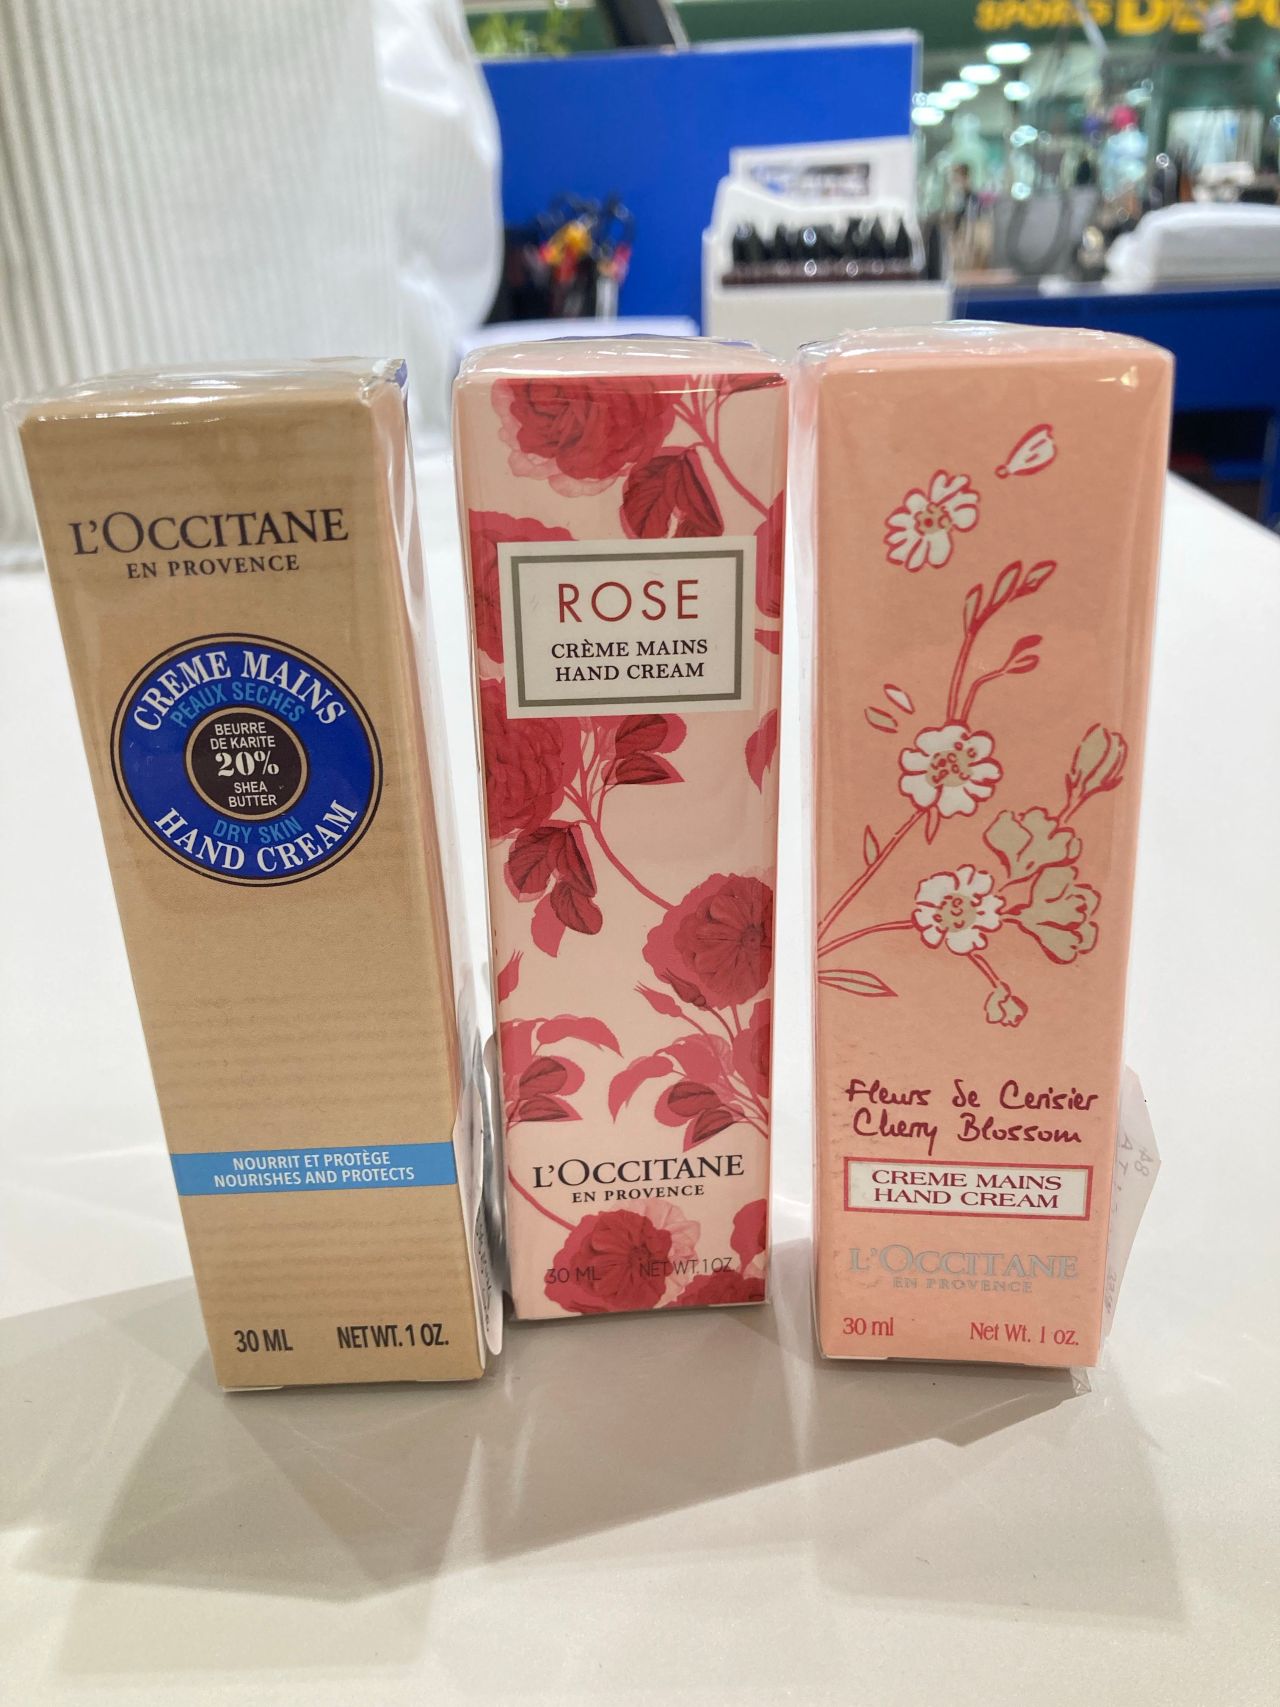 SPORTS DEPO
L'OCCITANE
EN PROVENCE
CREME MAINS
PEAUX SECHES
BEURRE
DE KARITE
20%
SHEA
BUTTER
DRY SKIN
HAND CREAM
NOURRIT ET PROTÈGE
NOURISHES AND PROTECTS
30 ML NET WT. 1 OZ.
ROSE
CRÈME MAINS
HAND CREAM
L'OCCITANE
EN PROVENCE
30 ML NET WT. 1 OZ
Fleurs de Cerisier
Cherry Blossom
CREME MAINS
HAND CREAM
L'OCCITANE
EN PROVENCE
30 ml Net Wt. 1 oz.